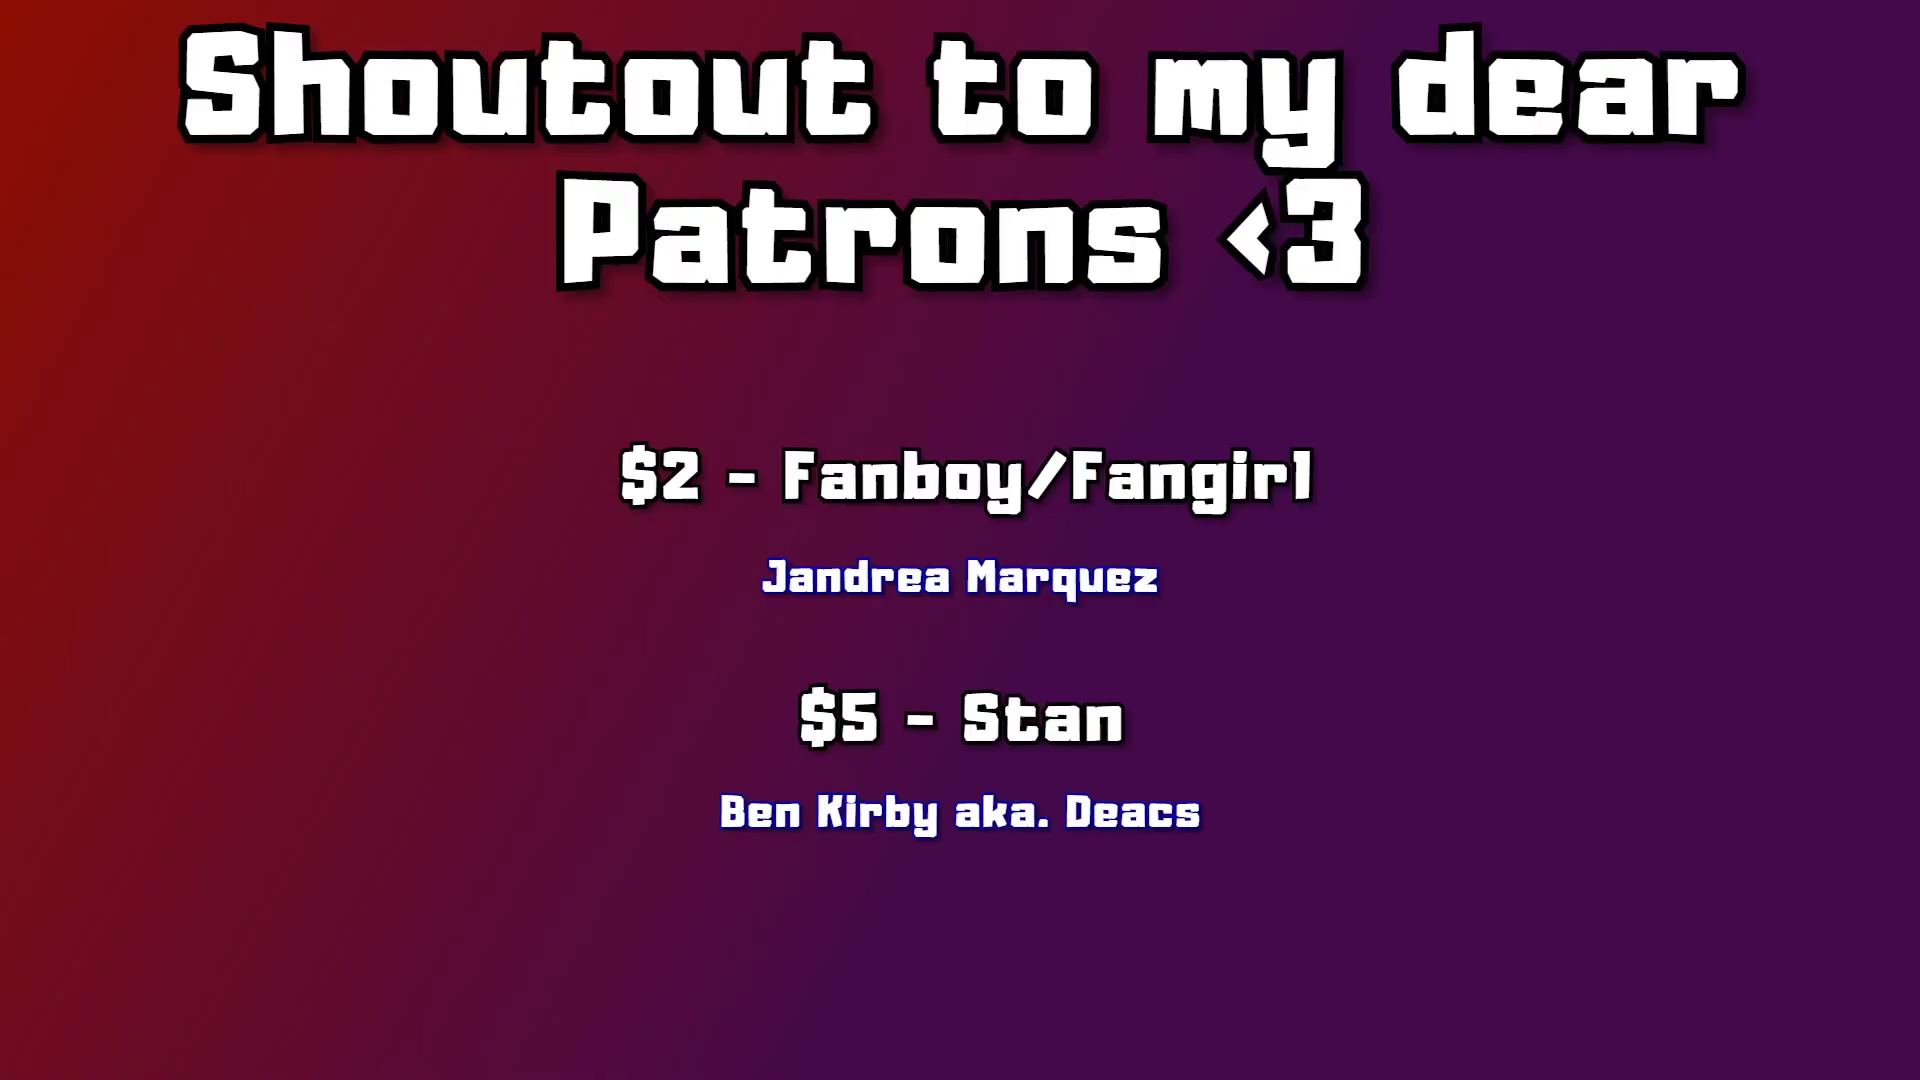 Shoutout to my dear
Patrons <3
$2 - Fanboy/Fangirl
Jandrea Marquez
$5 - Stan
Ben Kirby aka. Deacs